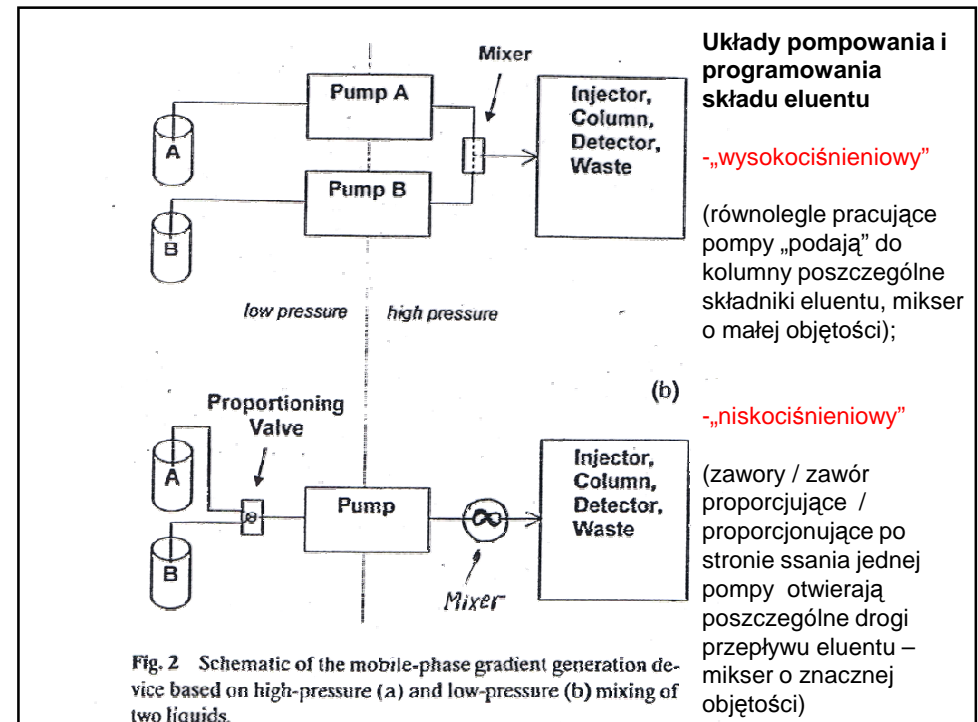 Mixer
Pump A
Injector,
Column,
Detector,
Waste
A
Pump B
B
low pressure
high pressure
(b)
Proportioning
Valve
A
Pump
Injector,
Column,
Detector,
Waste
B
Mixer
Fig. 2 Schematic of the mobile-phase gradient generation de-
vice based on high-pressure (a) and low-pressure (b) mixing of
two liquids.
Układy pompowania i
programowania
składu eluentu
-„wysokociśnieniowy”
(równolegle pracujące
pompy „podają” do
kolumny poszczególne
składniki eluentu, mikser
o małej objętości);
-„niskociśnieniowy”
(zawory / zawór
proporcjujące /
proporcjonujące po
stronie ssania jednej
pompy otwierają
poszczególne drogi
przepływu eluentu –
mikser o znacznej
objętości)